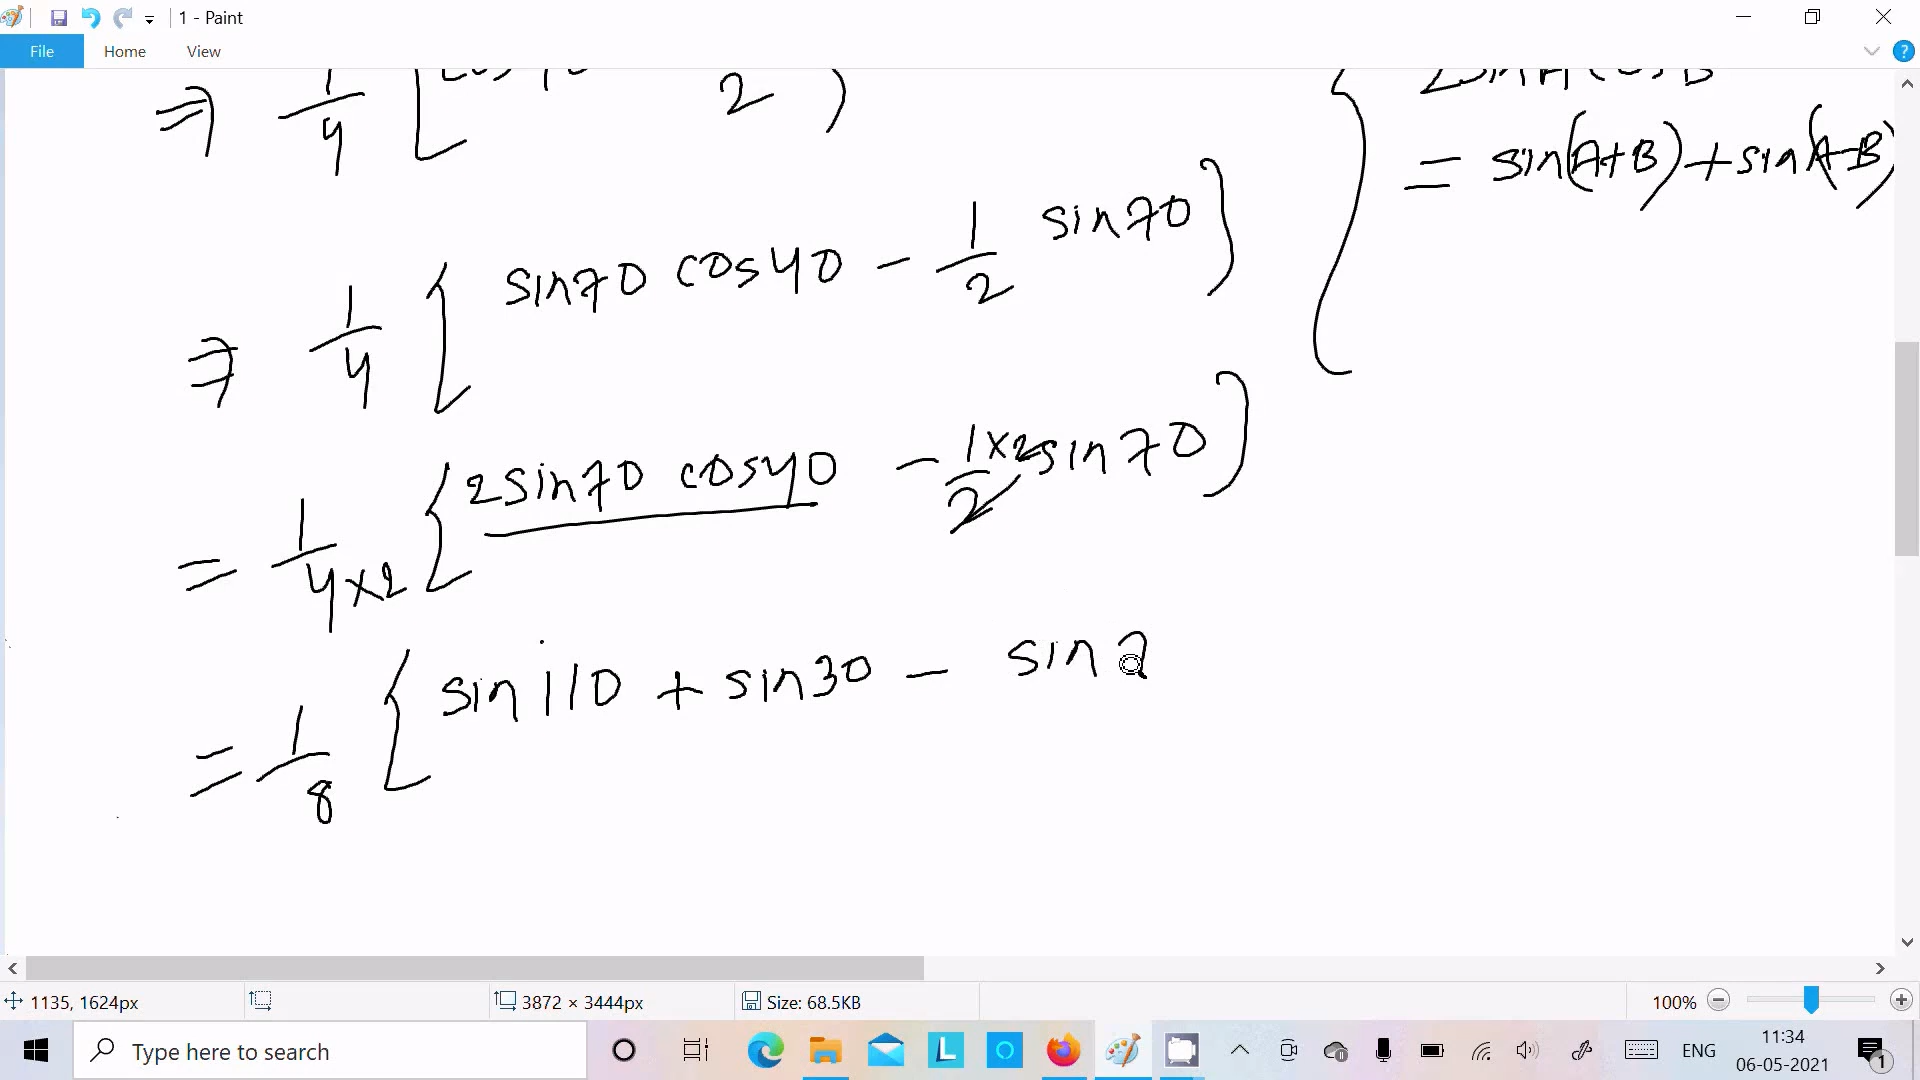 1 - Paint
File Home View
⇒ 1/4 [ 2 )
= sin(A+B)+sin(A-B)
⇒ 1/4 [ sin70 cos40 - 1/2 sin70 ]
= 1/4×2 { 2sin70 cos40 - 1×2/2 sin70 ]
= 1/8 { sin110 + sin30 - sin
1135, 1624px 3872 × 3444px Size: 68.5KB 100%
Type here to search ENG 11:34
06-05-2021 1